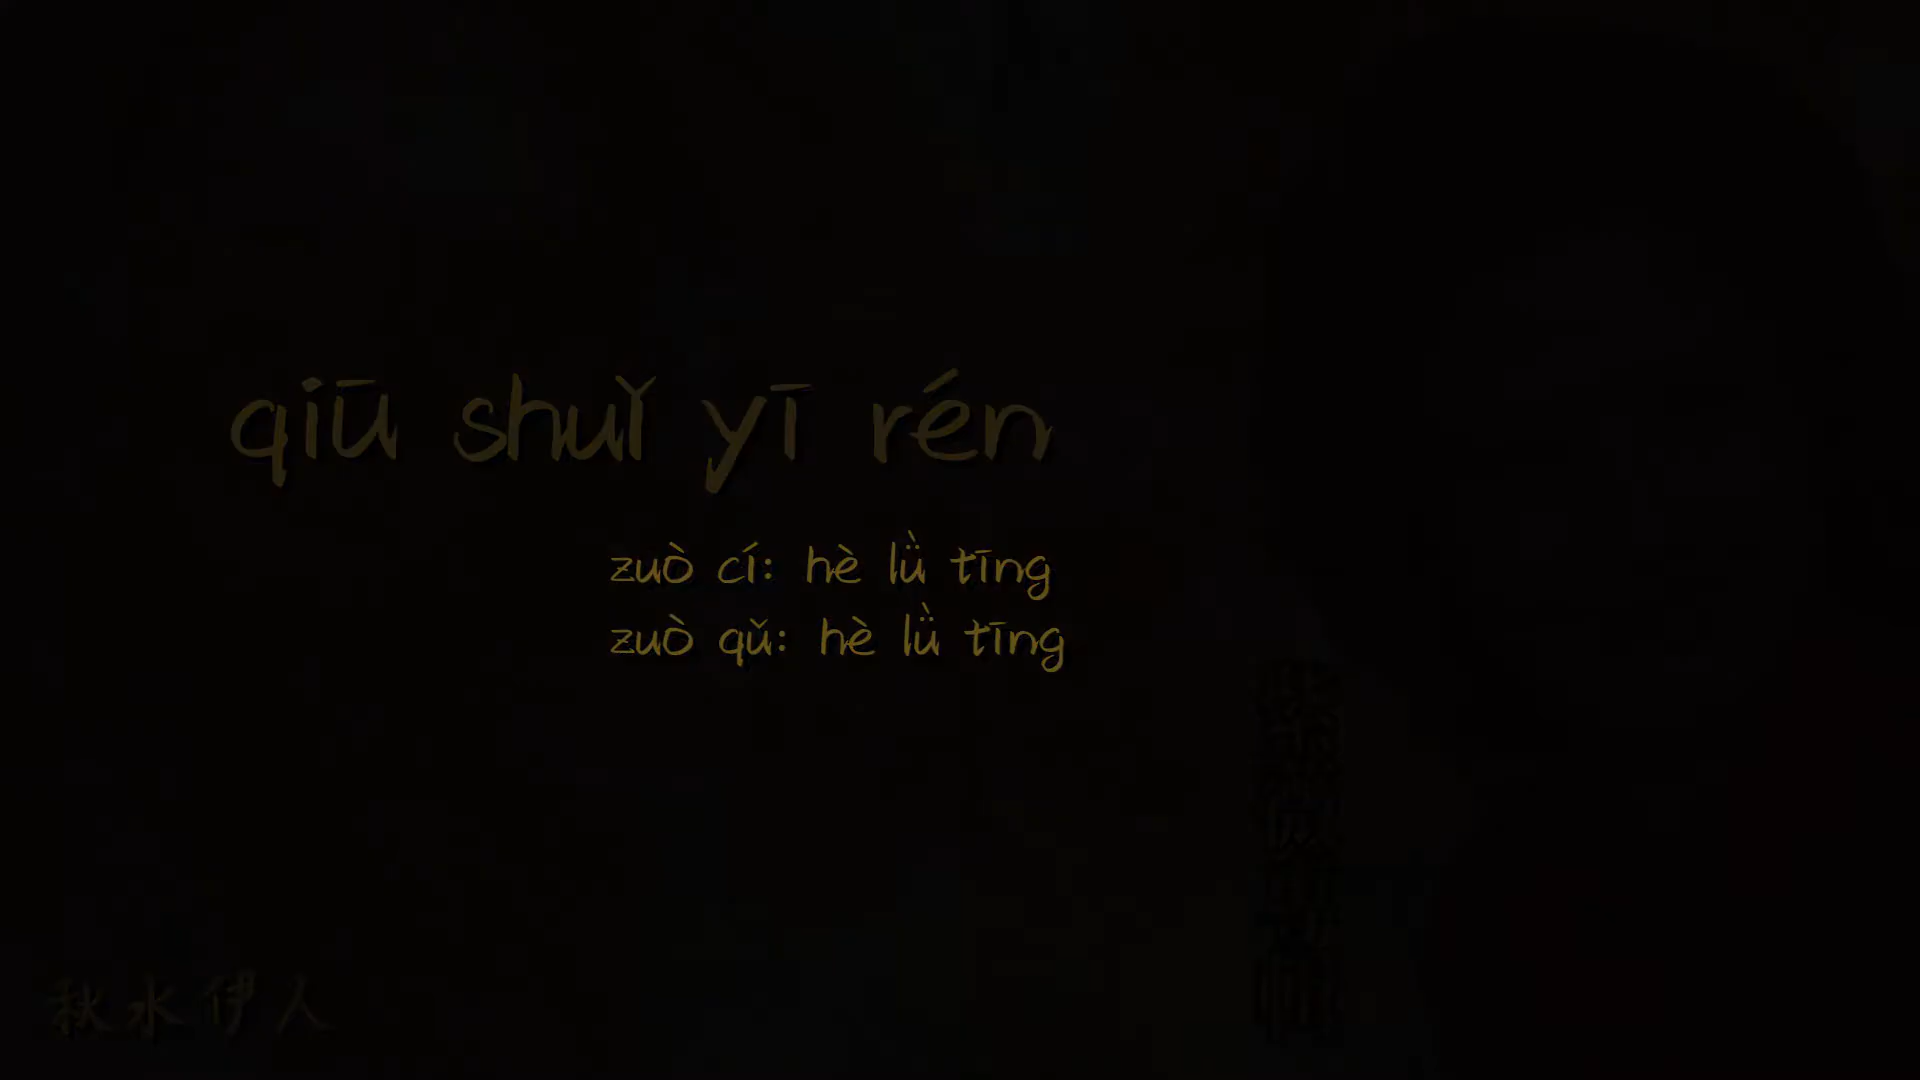 qiū shuǐ yī rén
zuò cí: hè lǜ tīng
zuò qǔ: hè lǜ tīng
秋水伊人